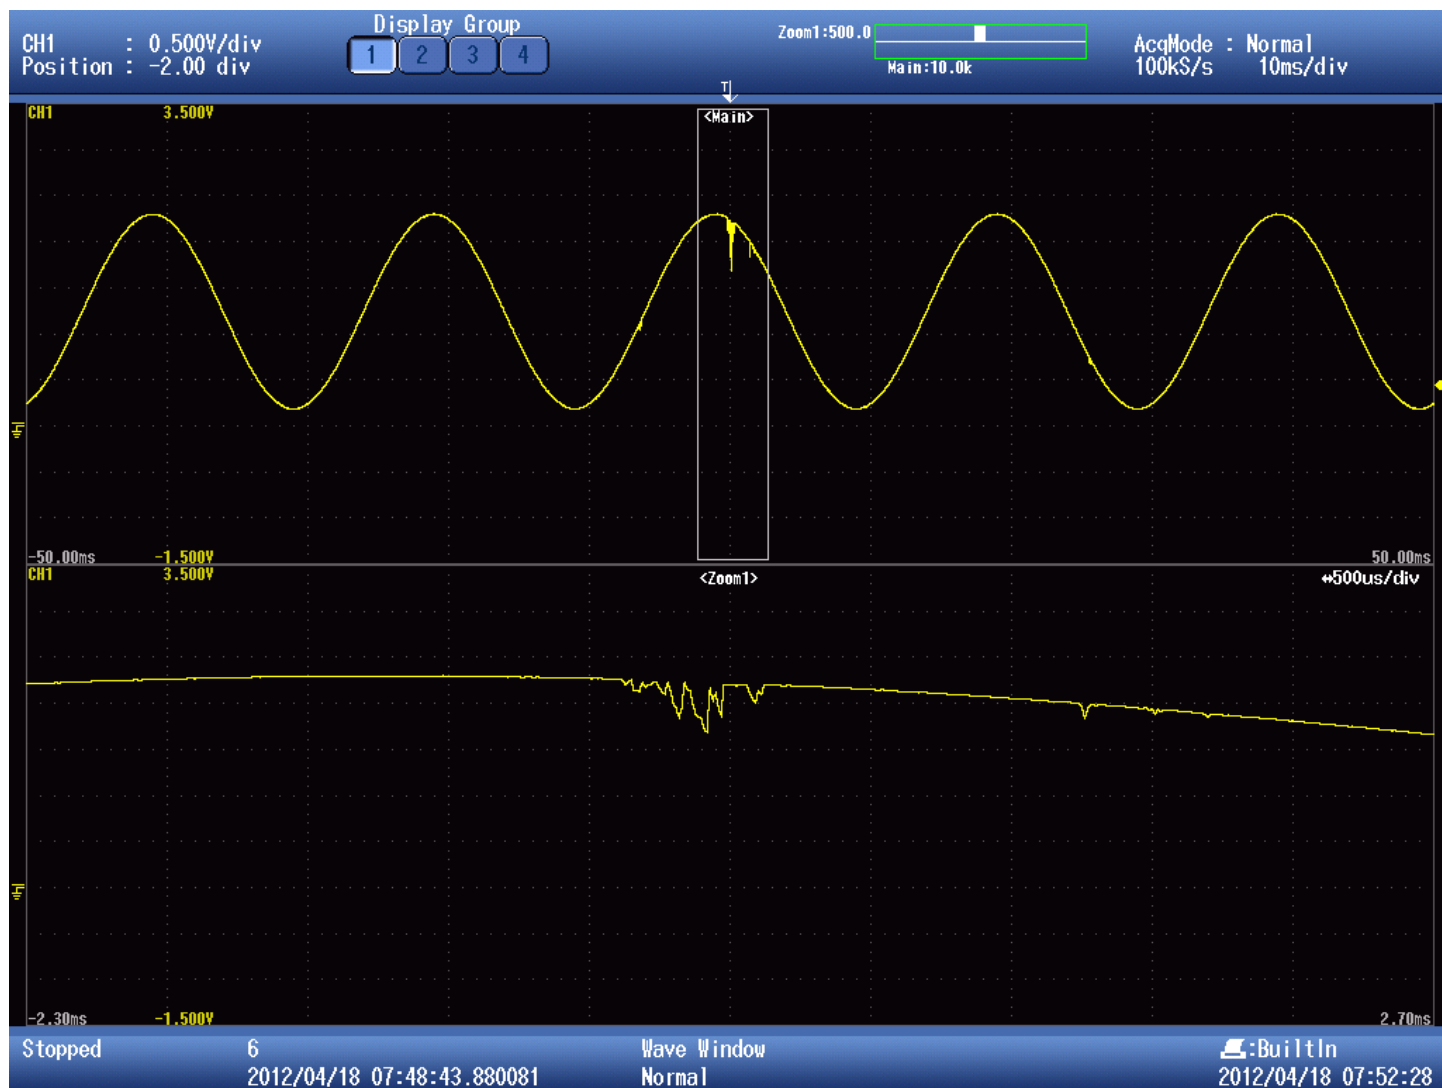 Display Group
CH1 : 0.500V/div
Position : -2.00 div
1 2 3 4
Zoom1:500.0
Main:10.0k
AcqMode : Normal
100kS/s 10ms/div
T
CH1 3.500V
<Main>
-50.00ms -1.500V 50.00ms
CH1 3.500V <Zoom1> ⇔500us/div
-2.30ms -1.500V 2.70ms
Stopped 6 Wave Window :BuiltIn
2012/04/18 07:48:43.880081 Normal 2012/04/18 07:52:28